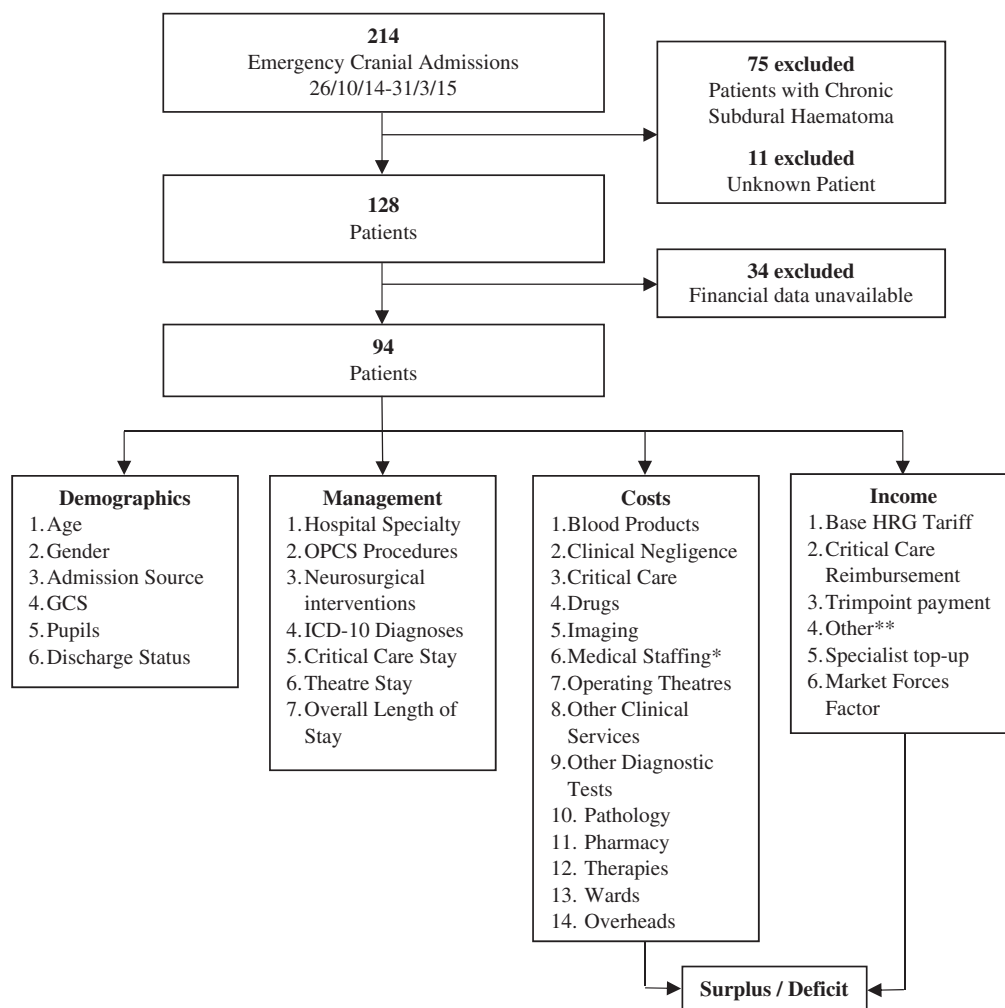 214
Emergency Cranial Admissions
26/10/14-31/3/15
75 excluded
Patients with Chronic
Subdural Haematoma
11 excluded
Unknown Patient
128
Patients
34 excluded
Financial data unavailable
94
Patients
Demographics
1. Age
2. Gender
3. Admission Source
4. GCS
5. Pupils
6. Discharge Status
Management
1. Hospital Specialty
2. OPCS Procedures
3. Neurosurgical
interventions
4. ICD-10 Diagnoses
5. Critical Care Stay
6. Theatre Stay
7. Overall Length of
Stay
Costs
1. Blood Products
2. Clinical Negligence
3. Critical Care
4. Drugs
5. Imaging
6. Medical Staffing*
7. Operating Theatres
8. Other Clinical
Services
9. Other Diagnostic
Tests
10. Pathology
11. Pharmacy
12. Therapies
13. Wards
14. Overheads
Income
1. Base HRG Tariff
2. Critical Care
Reimbursement
3. Trimpoint payment
4. Other**
5. Specialist top-up
6. Market Forces
Factor
Surplus / Deficit